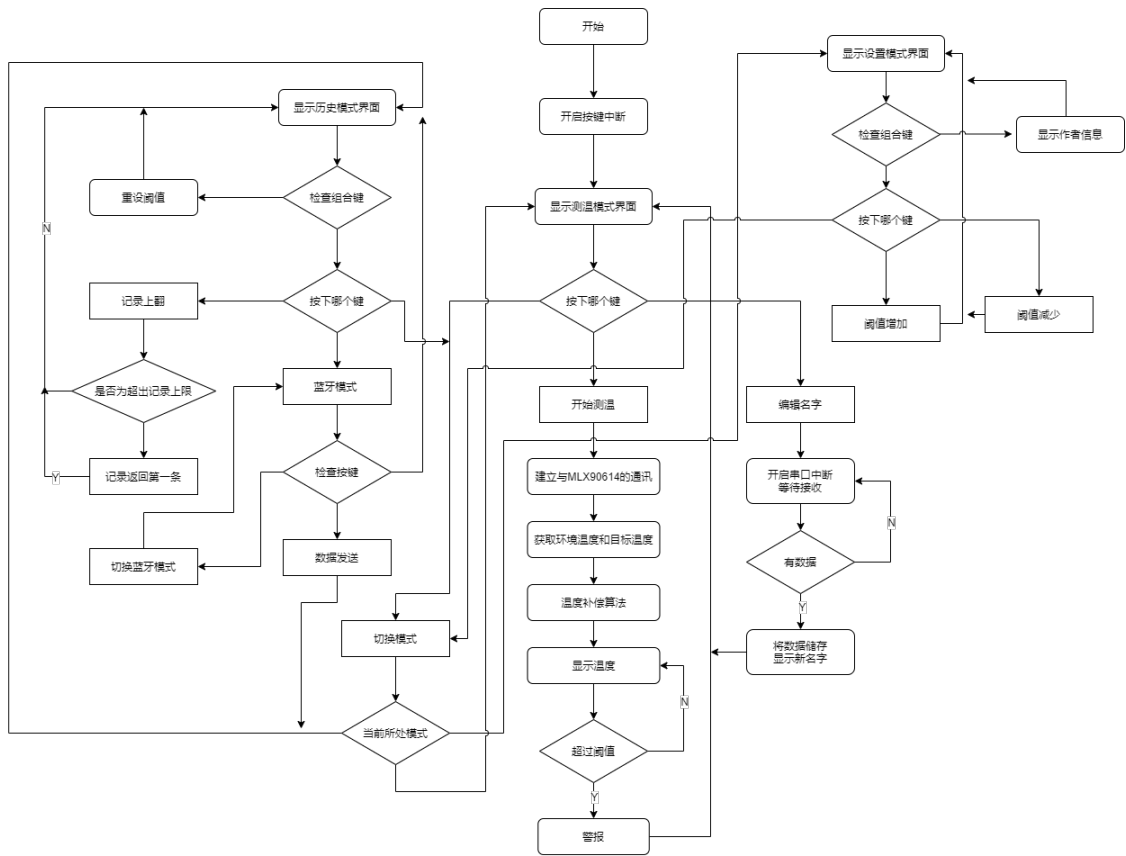 开始
显示设置模式界面
显示历史模式界面
开启按键中断
检查组合键
显示作者信息
重设阈值
检查组合键
显示测温模式界面
按下哪个键
N
记录上翻
按下哪个键
按下哪个键
阈值增加
阈值减少
是否为超出记录上限
蓝牙模式
开始测温
编辑名字
记录返回第一条
Y
检查按键
建立与MLX90614的通讯
开启串口中断
等待接收
N
获取环境温度和目标温度
切换蓝牙模式
数据发送
有数据
温度补偿算法
Y
切换模式
显示温度
将数据储存
显示新名字
N
当前所处模式
超过阈值
Y
警报